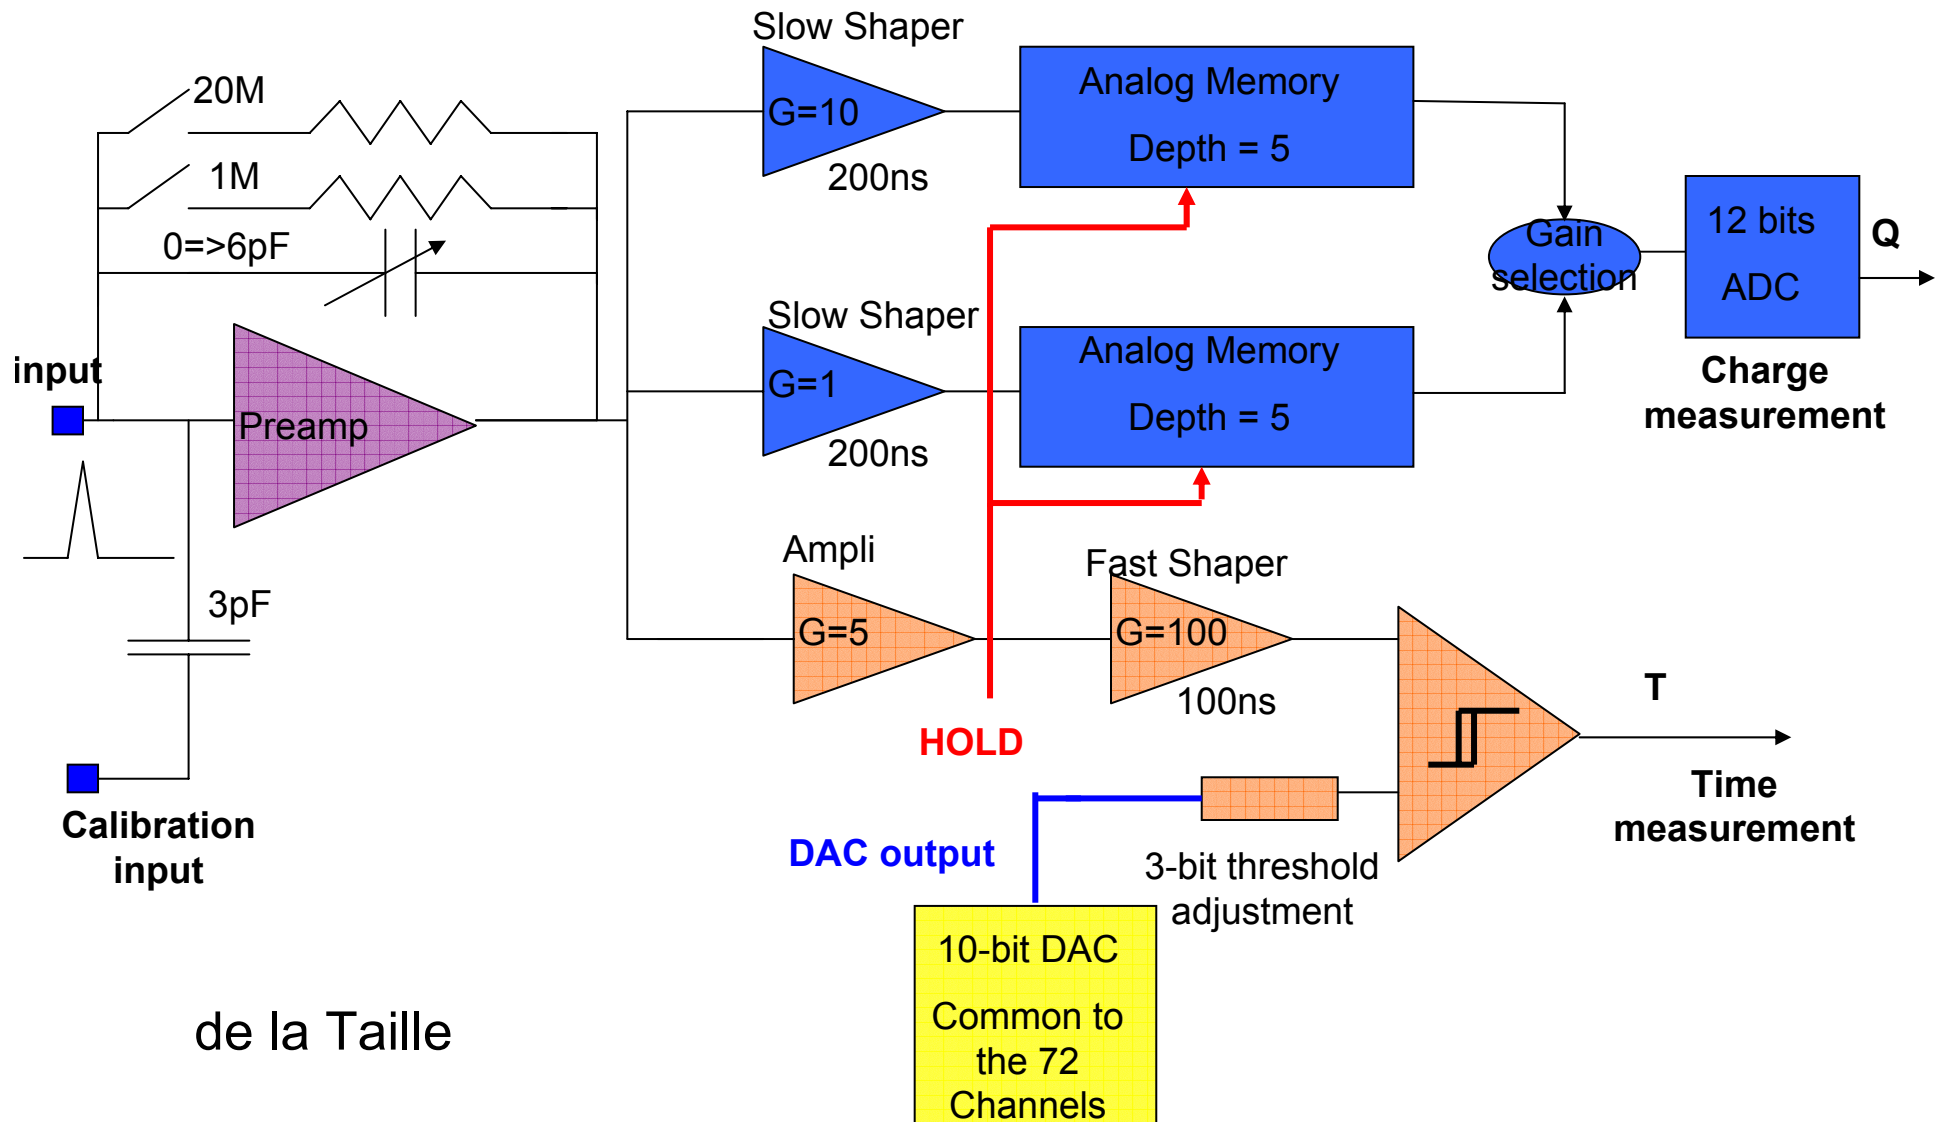 Slow Shaper
20M
G=10
Analog Memory
Depth = 5
200ns
1M
0=>6pF
12 bits
ADC
Q
Gain
selection
Slow Shaper
input
G=1
Analog Memory
Depth = 5
Charge
measurement
Preamp
200ns
Ampli
Fast Shaper
3pF
G=5
G=100
100ns
T
HOLD
Time
measurement
Calibration
input
DAC output
3-bit threshold
adjustment
10-bit DAC
Common to
the 72
Channels
de la Taille